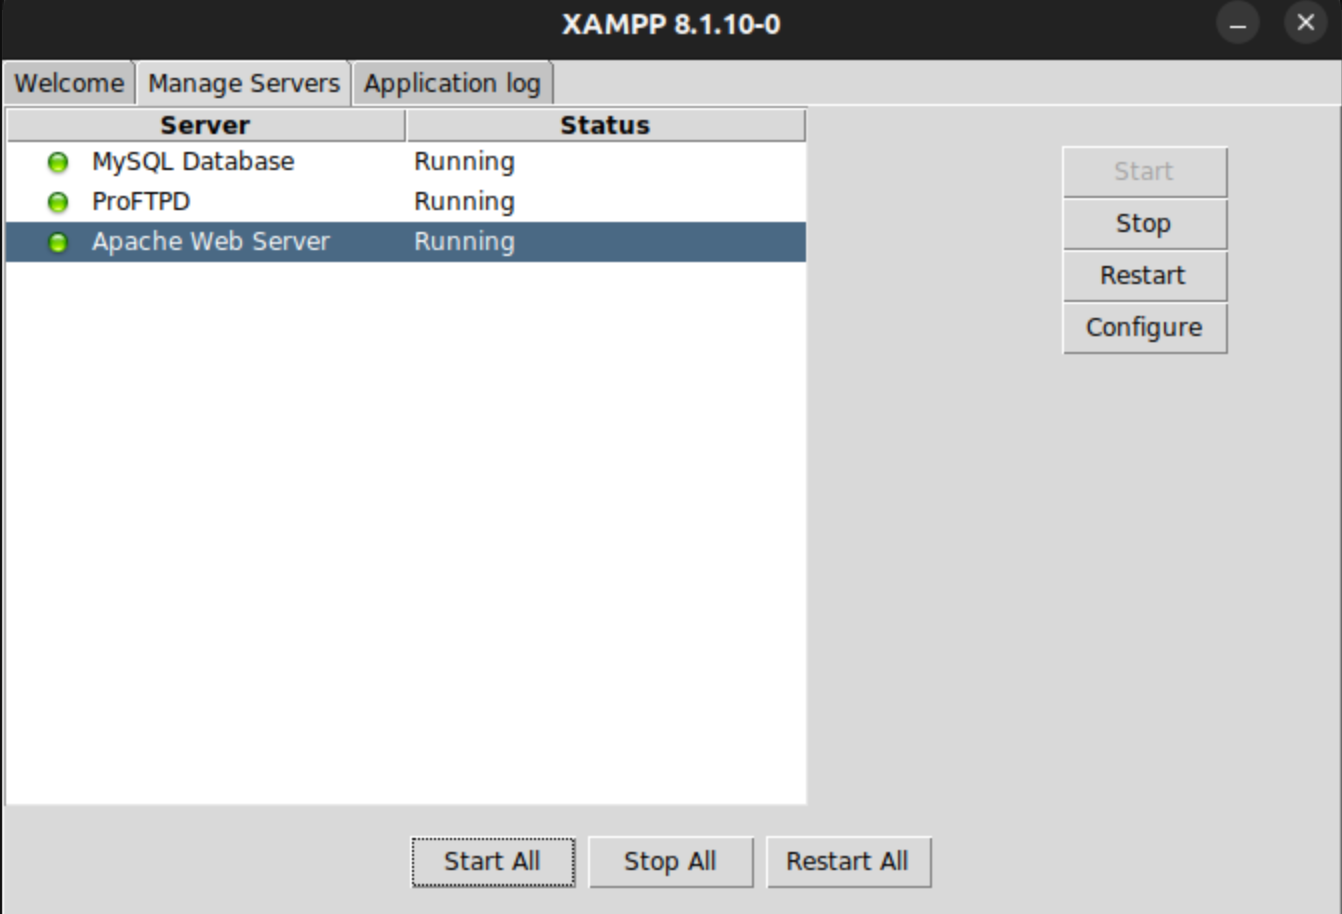 XAMPP 8.1.10-0
Welcome Manage Servers Application log
Server Status
MySQL Database Running
ProFTPD Running
Apache Web Server Running
Start
Stop
Restart
Configure
Start All Stop All Restart All